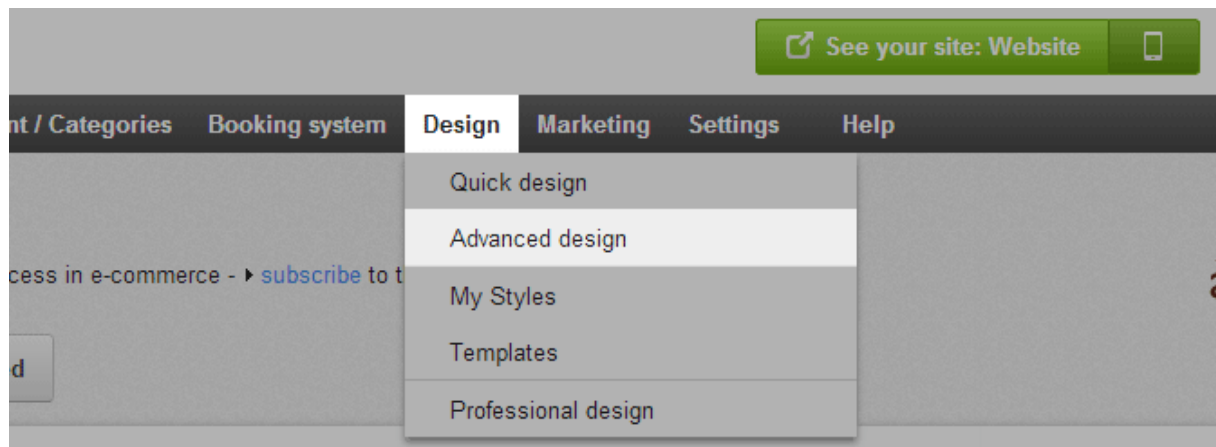 See your site: Website
nt / Categories Booking system Design Marketing Settings Help
Quick design
Advanced design
cess in e-commerce - subscribe to t
My Styles
Templates
d
Professional design